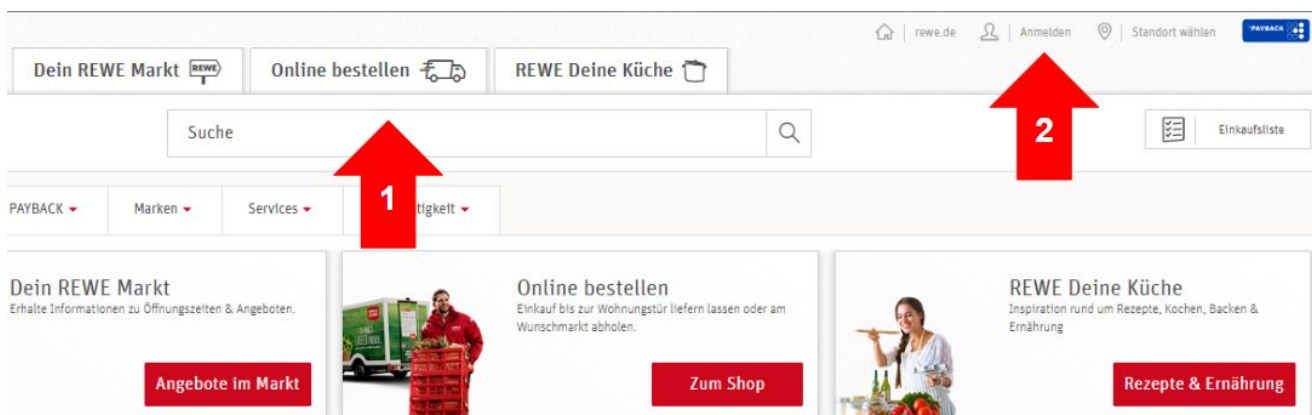 rewe.de Anmelden Standort wählen PAYBACK
Dein REWE Markt REWE Online bestellen REWE Deine Küche
Suche
2
Einkaufsliste
1
PAYBACK Marken Services tigkeit
Dein REWE Markt
Erhalte Informationen zu Öffnungszeiten & Angeboten.
Angebote im Markt
Online bestellen
Einkauf bis zur Wohnungstür liefern lassen oder am
Wunschmarkt abholen.
Zum Shop
REWE Deine Küche
Inspiration rund um Rezepte, Kochen, Backen &
Ernährung
Rezepte & Ernährung